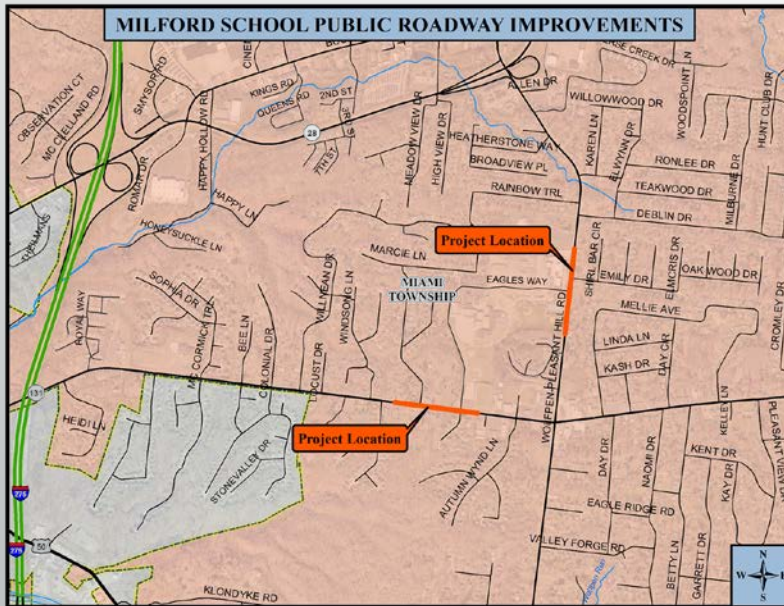 MILFORD SCHOOL PUBLIC ROADWAY IMPROVEMENTS
OBSERVATION CT
MC CLELLAND RD
SMYSOR RD
KINGS RD
QUEENS RD
2ND ST
3RD ST
7TH ST
28
ALLEN DR
WILLOWWOOD DR
WOODSPOINT LN
HUNT CLUB DR
HAPPY HOLLOW RD
ROMAR DR
MEADOW VIEW DR
HIGH VIEW DR
HEATHERSTONE WAY
BROADVIEW PL
KAREN LN
ELWYNN DR
RONLEE DR
TEAKWOOD DR
MILBURNE DR
RAINBOW TRL
DEBLIN DR
HAPPY LN
HONEYSUCKLE LN
MARCIE LN
Project Location
SHIRL BAR CIR
EMILY DR
ELMCRIS DR
OAK WOOD DR
CROMLEY DR
SOPHIA DR
WILLNEAN DR
WINDSONG LN
MIAMI
TOWNSHIP
EAGLES WAY
MELLIE AVE
ROYAL WAY
MC CORMICK TRL
BEE LN
COLONIAL DR
LOCUST DR
WOLFPEN PLEASANT HILL RD
LINDA LN
KASH DR
DAY CIR
KELLEY LN
131
HEIDI LN
Project Location
STONEVALLEY DR
AUTUMN WYND LN
DAY DR
NAOMI DR
KENT DR
KAY DR
PLEASANT VIEW DR
EAGLE RIDGE RD
275
275
50
VALLEY FORGE RD
BETTY LN
GARRETT DR
KLONDYKE RD
N
W
E
S